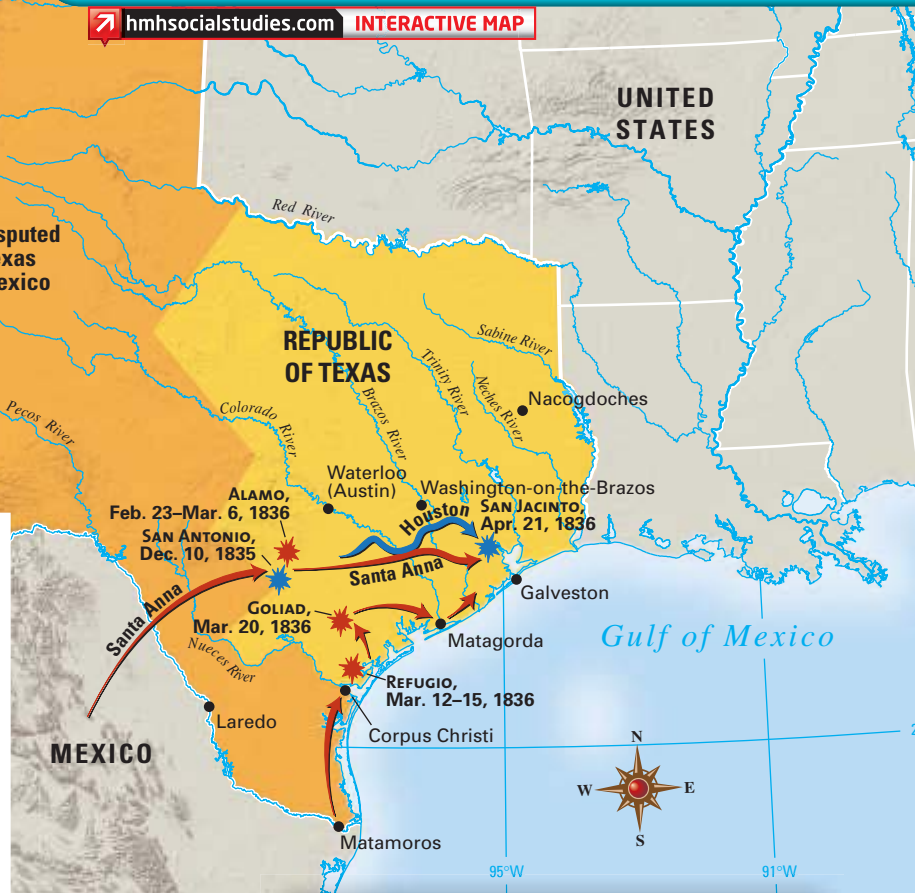 hmhsocialstudies.com INTERACTIVE MAP
UNITED
STATES
Red River
sputed
exas
exico
REPUBLIC
OF TEXAS
Sabine River
Trinity River
Neches River
Brazos River
Nacogdoches
Pecos River
Colorado
River
Waterloo
(Austin)
Washington-on-the-Brazos
ALAMO,
Feb. 23–Mar. 6, 1836
SAN JACINTO,
Apr. 21, 1836
Houston
SAN ANTONIO,
Dec. 10, 1835
Santa Anna
Santa Anna
Galveston
GOLIAD,
Mar. 20, 1836
Matagorda
Gulf of Mexico
Nueces River
REFUGIO,
Mar. 12–15, 1836
Laredo
Corpus Christi
MEXICO
N
W
E
S
Matamoros
95°W
91°W